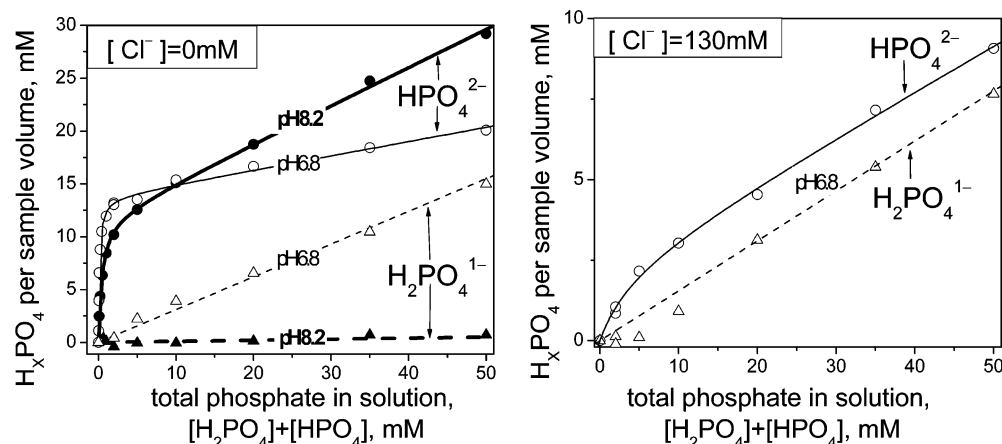 [ Cl⁻ ]=0mM
HₓPO₄ per sample volume, mM
35
30
25
20
15
10
5
0
pH8.2
HPO₄²⁻
pH6.8
pH6.8
H₂PO₄¹⁻
pH8.2
0 10 20 30 40 50
total phosphate in solution,
[H₂PO₄]+[HPO₄], mM
[ Cl⁻ ]=130mM
HₓPO₄ per sample volume, mM
10
5
0
HPO₄²⁻
pH6.8
H₂PO₄¹⁻
0 10 20 30 40 50
total phosphate in solution,
[H₂PO₄]+[HPO₄], mM